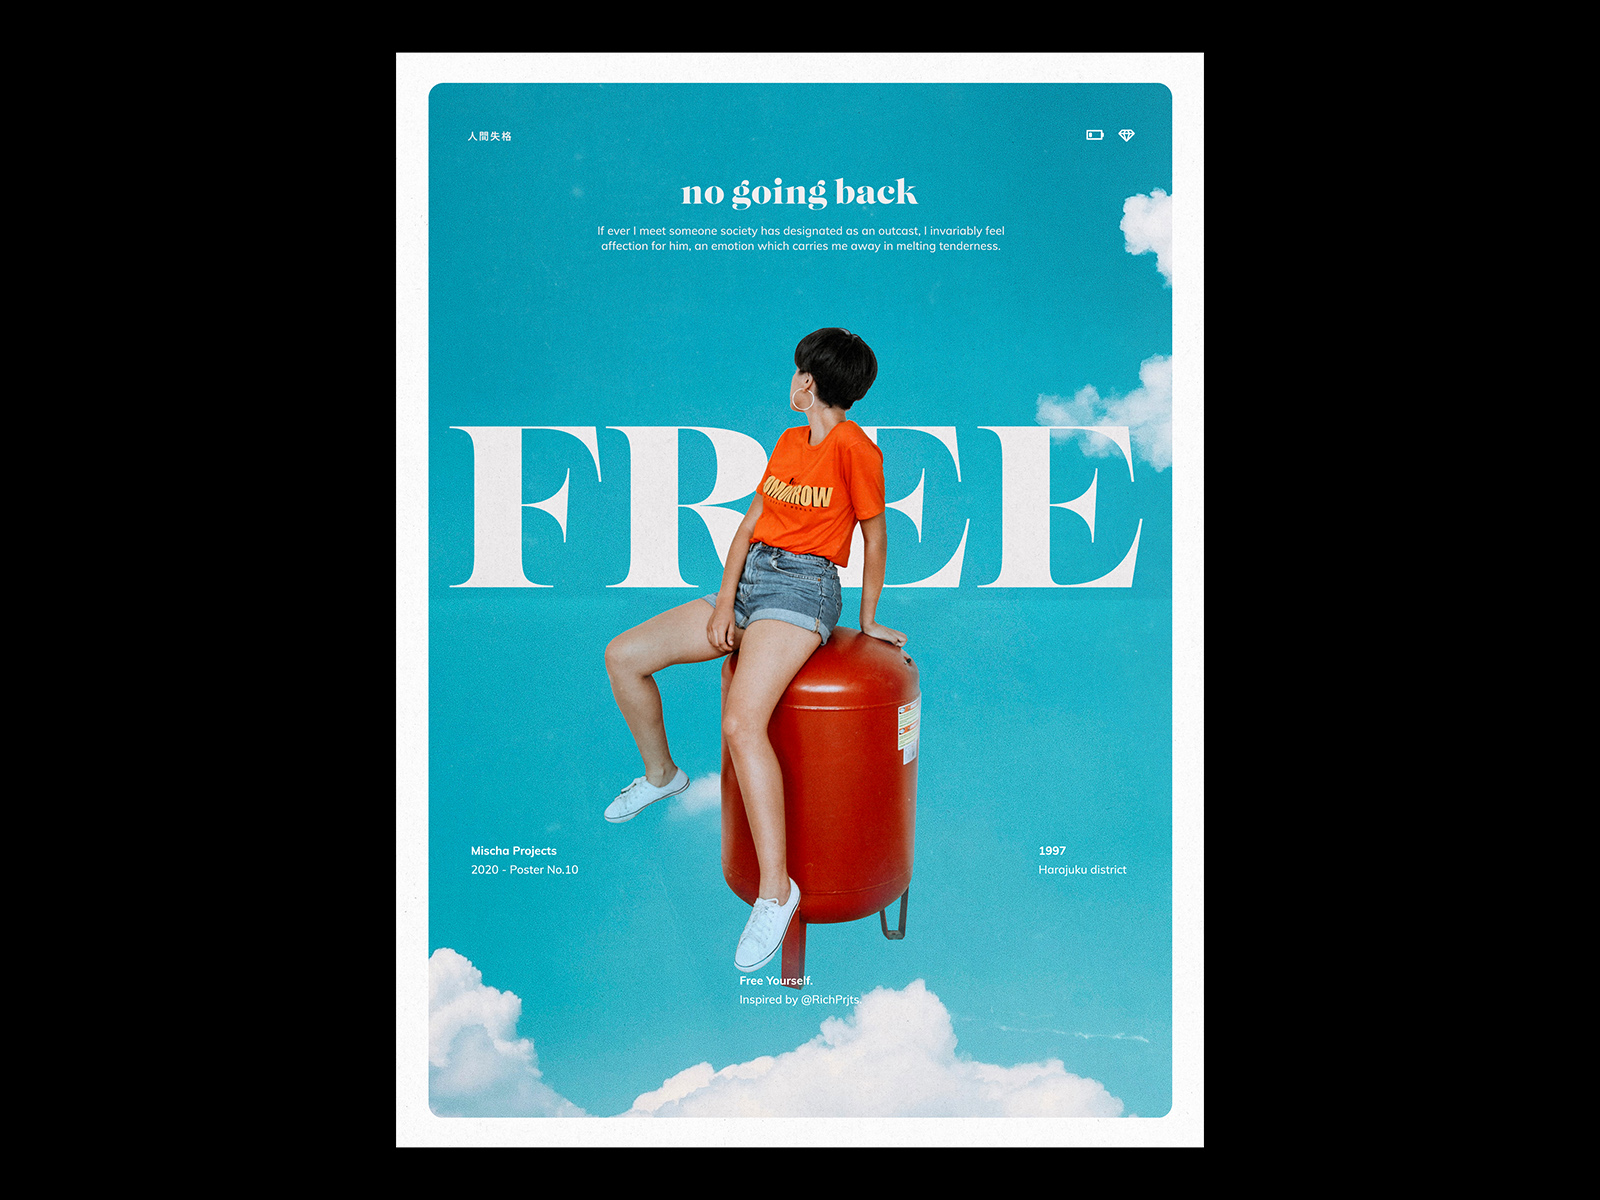 人間失格
no going back
If ever I meet someone society has designated as an outcast, I invariably feel
affection for him, an emotion which carries me away in melting tenderness.
FREE
OMORROW
Mischa Projects
2020 - Poster No.10
1997
Harajuku district
Free Yourself.
Inspired by @RichPrjts.